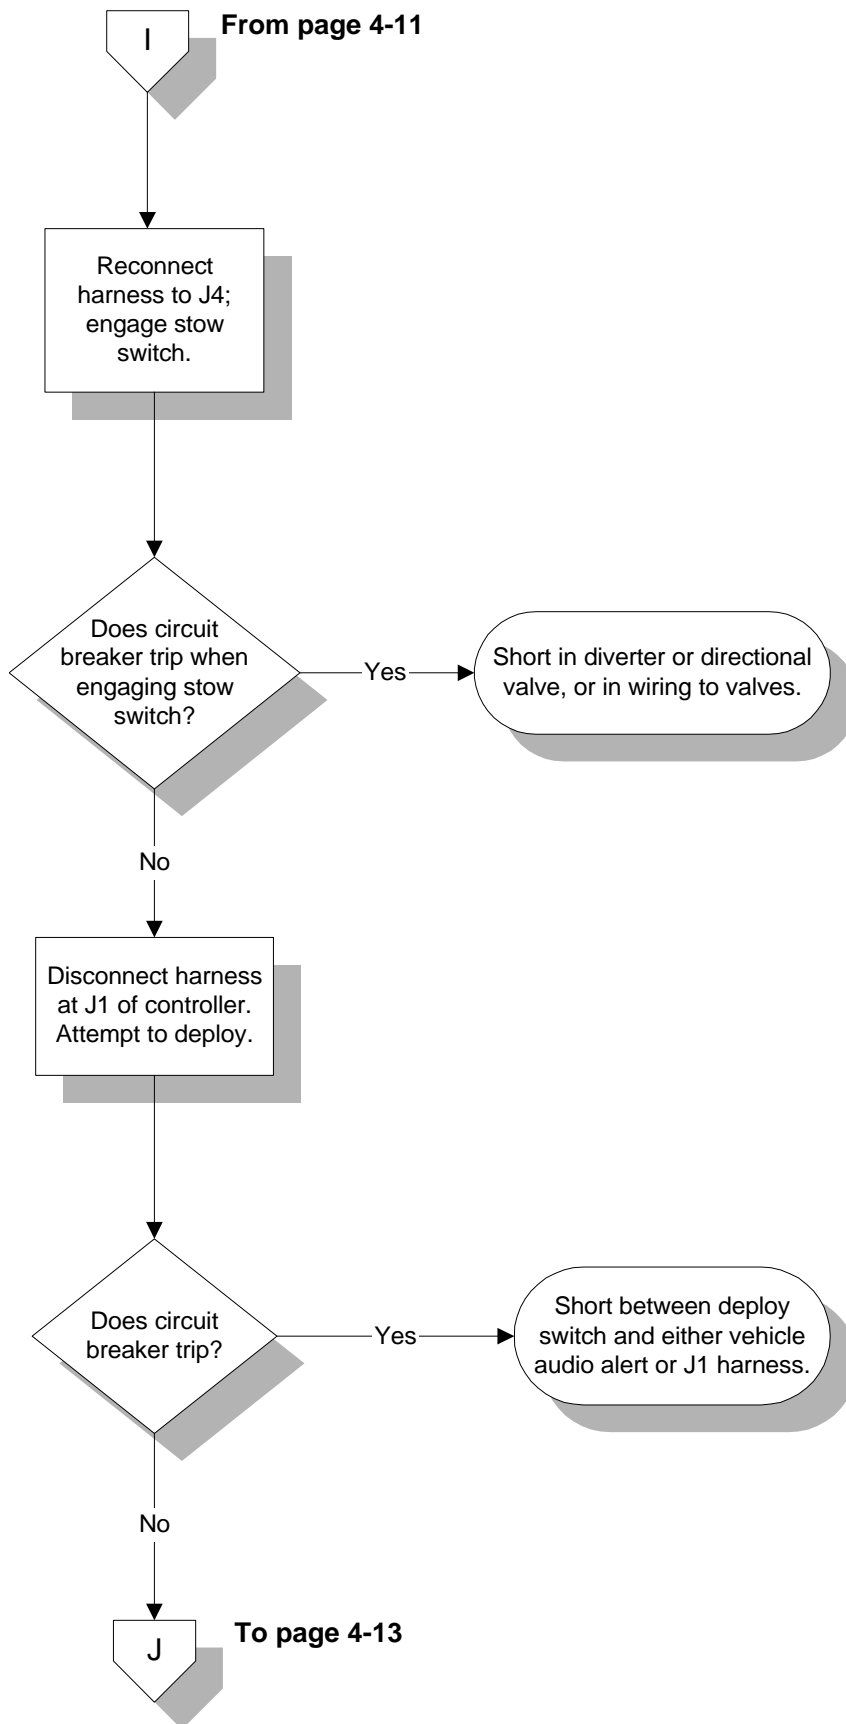 I
From page 4-11
Reconnect
harness to J4;
engage stow
switch.
Does circuit
breaker trip when
engaging stow
switch?
Yes
Short in diverter or directional
valve, or in wiring to valves.
No
Disconnect harness
at J1 of controller.
Attempt to deploy.
Does circuit
breaker trip?
Yes
Short between deploy
switch and either vehicle
audio alert or J1 harness.
No
J
To page 4-13